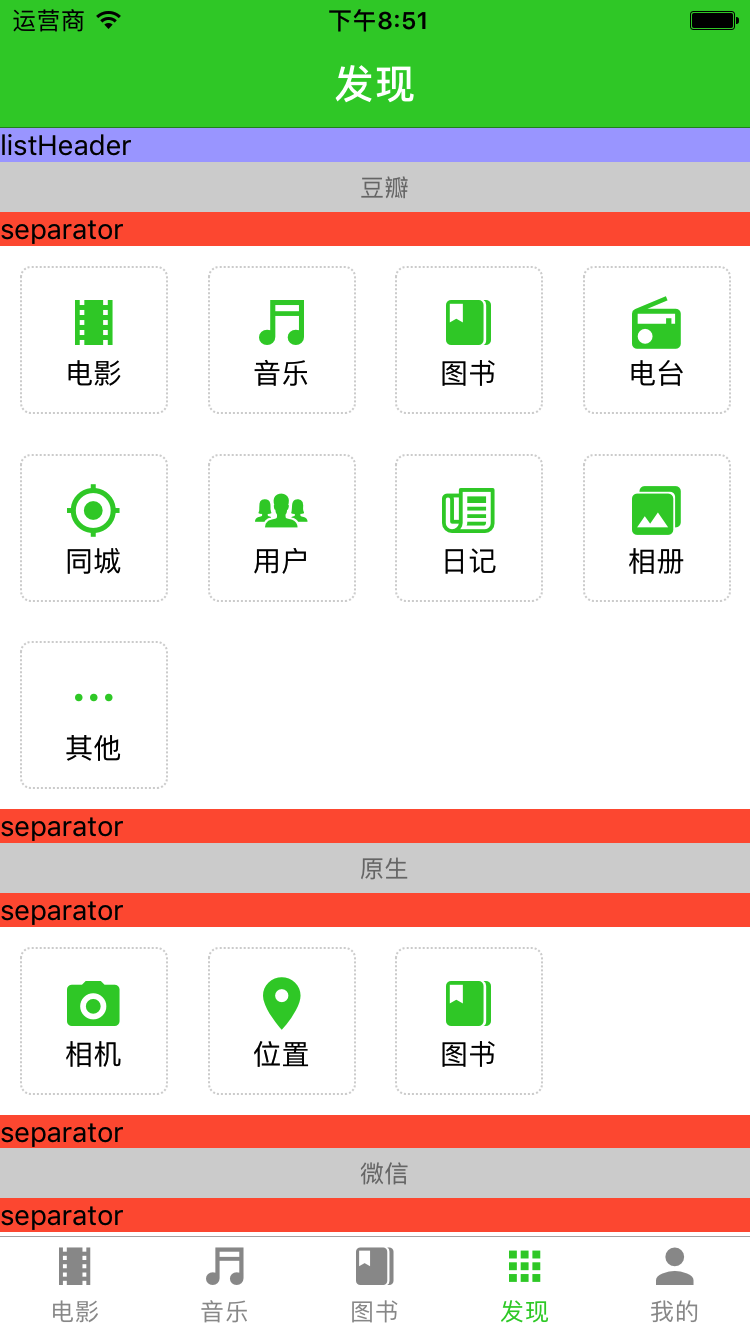 运营商 下午8:51
发现
listHeader
豆瓣
separator
电影 音乐 图书 电台
同城 用户 日记 相册
其他
separator
原生
separator
相机 位置 图书
separator
微信
separator
电影 音乐 图书 发现 我的